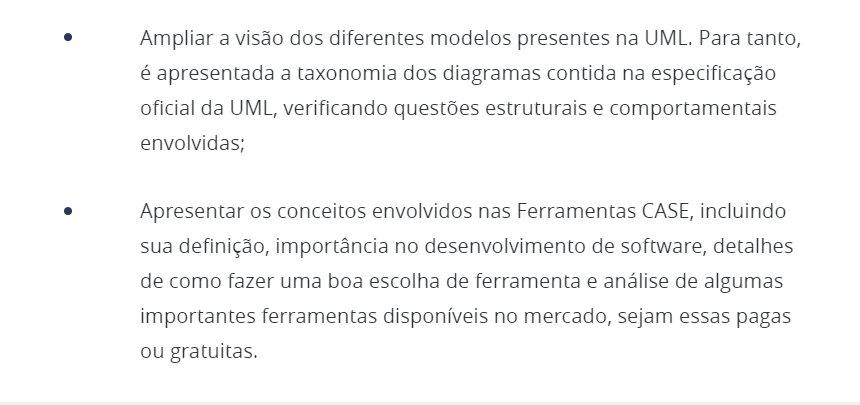 • Ampliar a visão dos diferentes modelos presentes na UML. Para tanto,
é apresentada a taxonomia dos diagramas contida na especificação
oficial da UML, verificando questões estruturais e comportamentais
envolvidas;
• Apresentar os conceitos envolvidos nas Ferramentas CASE, incluindo
sua definição, importância no desenvolvimento de software, detalhes
de como fazer uma boa escolha de ferramenta e análise de algumas
importantes ferramentas disponíveis no mercado, sejam essas pagas
ou gratuitas.